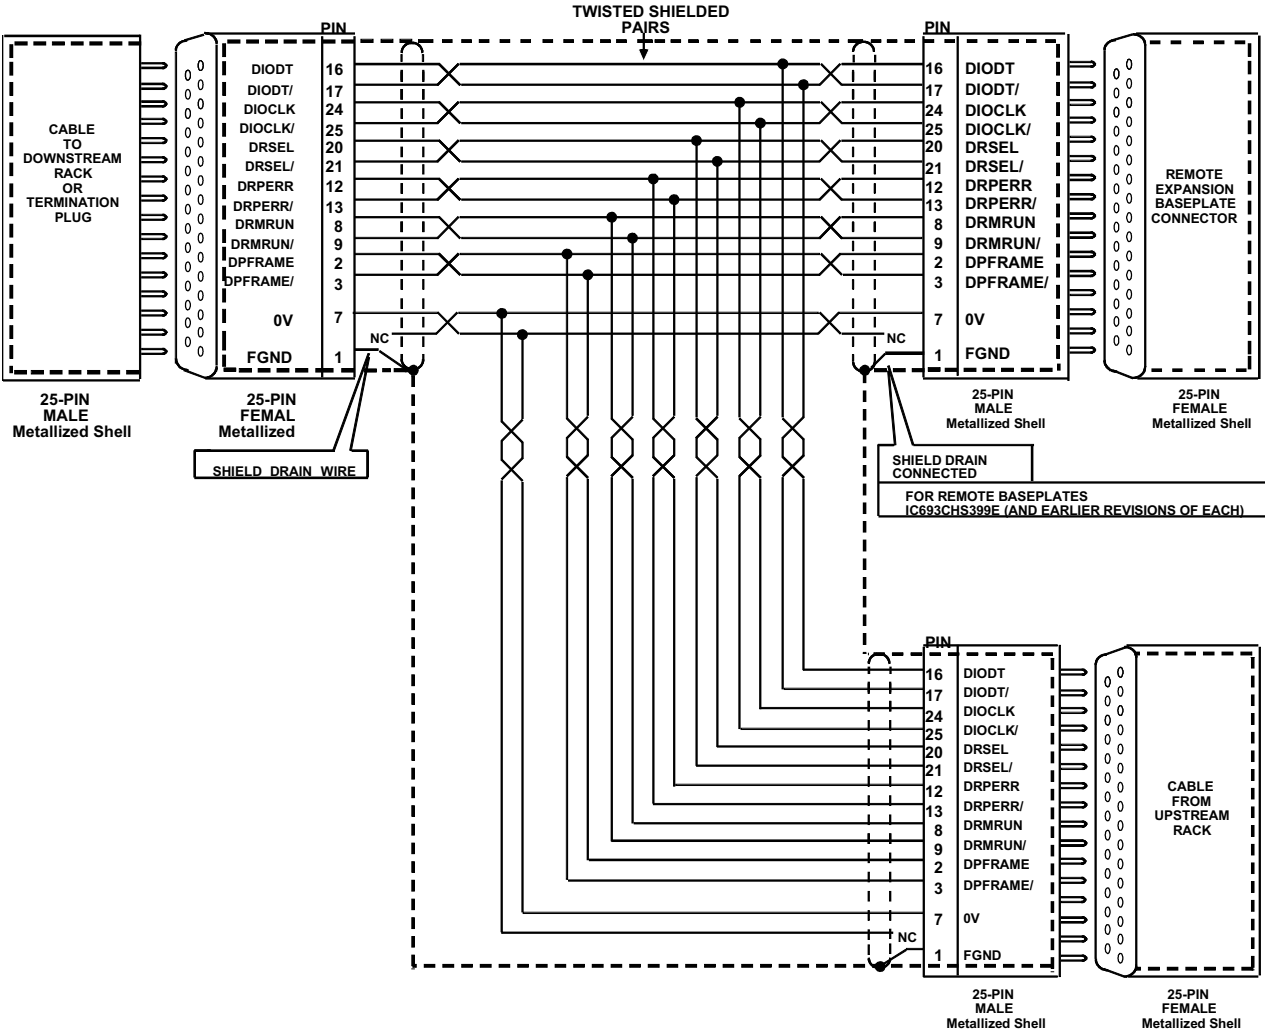 TWISTED SHIELDED
PAIRS
CABLE
TO
DOWNSTREAM
RACK
OR
TERMINATION
PLUG
25-PIN
MALE
Metallized Shell
PIN
DIODT 16
DIODT/ 17
DIOCLK 24
DIOCLK/ 25
DRSEL 20
DRSEL/ 21
DRPERR 12
DRPERR/ 13
DRMRUN 8
DRMRUN/ 9
DPFRAME 2
DPFRAME/ 3
0V 7
NC
FGND 1
25-PIN
FEMAL
Metallized
SHIELD DRAIN WIRE
PIN
16 DIODT
17 DIODT/
24 DIOCLK
25 DIOCLK/
20 DRSEL
21 DRSEL/
12 DRPERR
13 DRPERR/
8 DRMRUN
9 DRMRUN/
2 DPFRAME
3 DPFRAME/
7 0V
NC
1 FGND
25-PIN
MALE
Metallized Shell
REMOTE
EXPANSION
BASEPLATE
CONNECTOR
25-PIN
FEMALE
Metallized Shell
SHIELD DRAIN
CONNECTED
FOR REMOTE BASEPLATES
IC693CHS399E (AND EARLIER REVISIONS OF EACH)
PIN
16 DIODT
17 DIODT/
24 DIOCLK
25 DIOCLK/
20 DRSEL
21 DRSEL/
12 DRPERR
13 DRPERR/
8 DRMRUN
9 DRMRUN/
2 DPFRAME
3 DPFRAME/
7 0V
NC
1 FGND
25-PIN
MALE
Metallized Shell
CABLE
FROM
UPSTREAM
RACK
25-PIN
FEMALE
Metallized Shell